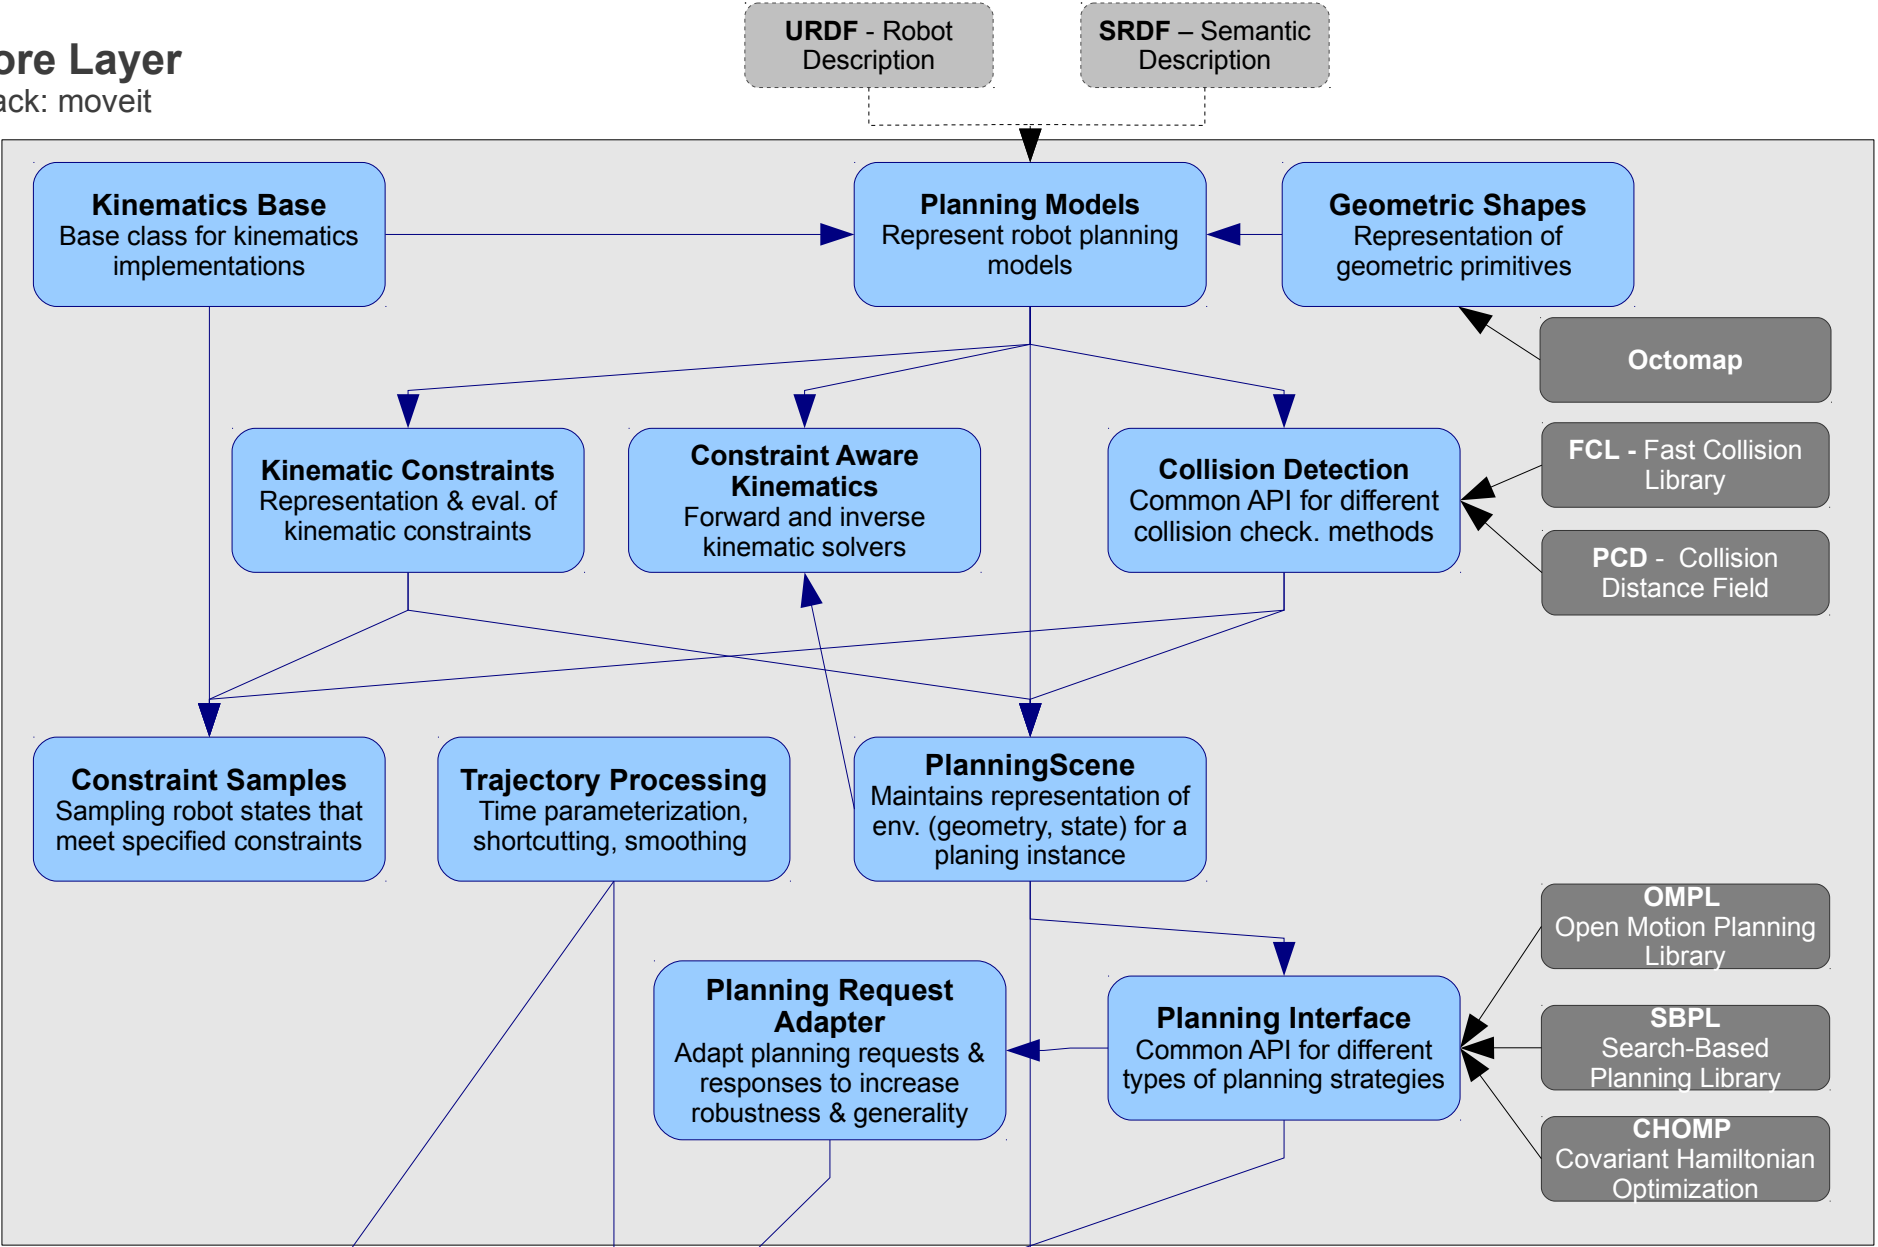 ore Layer
ack: moveit
URDF - Robot
Description
SRDF – Semantic
Description
Kinematics Base
Base class for kinematics
implementations
Planning Models
Represent robot planning
models
Geometric Shapes
Representation of
geometric primitives
Octomap
Kinematic Constraints
Representation & eval. of
kinematic constraints
Constraint Aware
Kinematics
Forward and inverse
kinematic solvers
Collision Detection
Common API for different
collision check. methods
FCL - Fast Collision
Library
PCD - Collision
Distance Field
Constraint Samples
Sampling robot states that
meet specified constraints
Trajectory Processing
Time parameterization,
shortcutting, smoothing
PlanningScene
Maintains representation of
env. (geometry, state) for a
planing instance
OMPL
Open Motion Planning
Library
Planning Request
Adapter
Adapt planning requests &
responses to increase
robustness & generality
Planning Interface
Common API for different
types of planning strategies
SBPL
Search-Based
Planning Library
CHOMP
Covariant Hamiltonian
Optimization